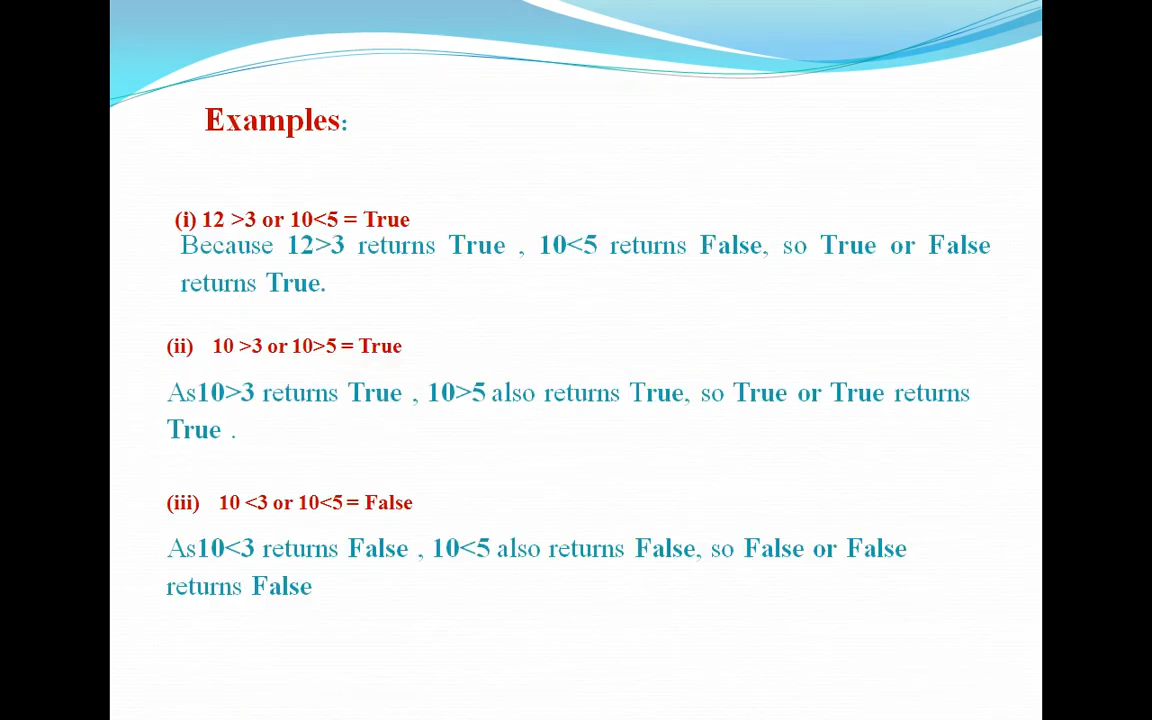 Examples:
(i) 12 >3 or 10<5 = True
Because 12>3 returns True , 10<5 returns False, so True or False
returns True.
(ii) 10 >3 or 10>5 = True
As10>3 returns True , 10>5 also returns True, so True or True returns
True .
(iii) 10 <3 or 10<5 = False
As10<3 returns False , 10<5 also returns False, so False or False
returns False